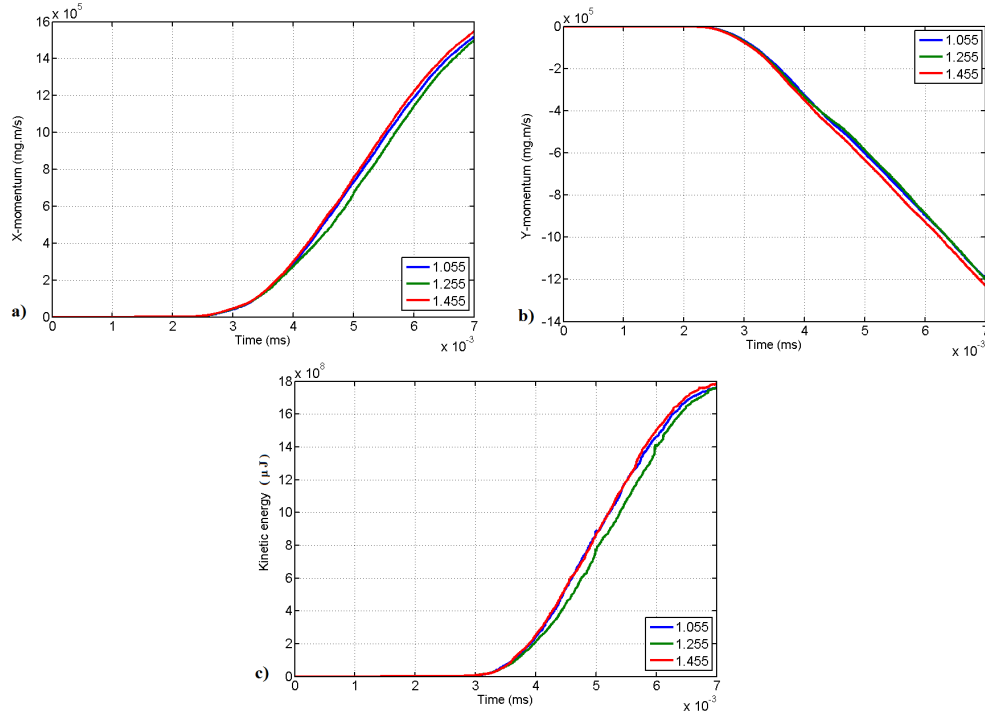 x 10^5
16
14
12
10
8
6
4
2
0
X-momentum (mg.m/s)
1.055
1.255
1.455
a)
0 1 2 3 4 5 6 7
Time (ms)
x 10^-3
x 10^5
-0
-2
-4
-6
-8
-10
-12
-14
Y-momentum (mg.m/s)
1.055
1.255
1.455
b)
0 1 2 3 4 5 6 7
Time (ms)
x 10^-3
x 10^8
18
16
14
12
10
8
6
4
2
0
Kinetic energy (μJ)
1.055
1.255
1.455
c)
0 1 2 3 4 5 6 7
Time (ms)
x 10^-3